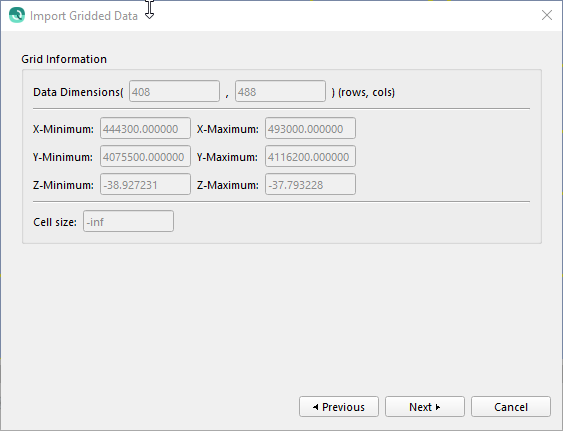 Import Gridded Data
Grid Information
Data Dimensions( 408 , 488 ) (rows, cols)
X-Minimum: 444300.000000 X-Maximum: 493000.000000
Y-Minimum: 4075500.000000 Y-Maximum: 4116200.000000
Z-Minimum: -38.927231 Z-Maximum: -37.793228
Cell size: -inf
Previous Next Cancel